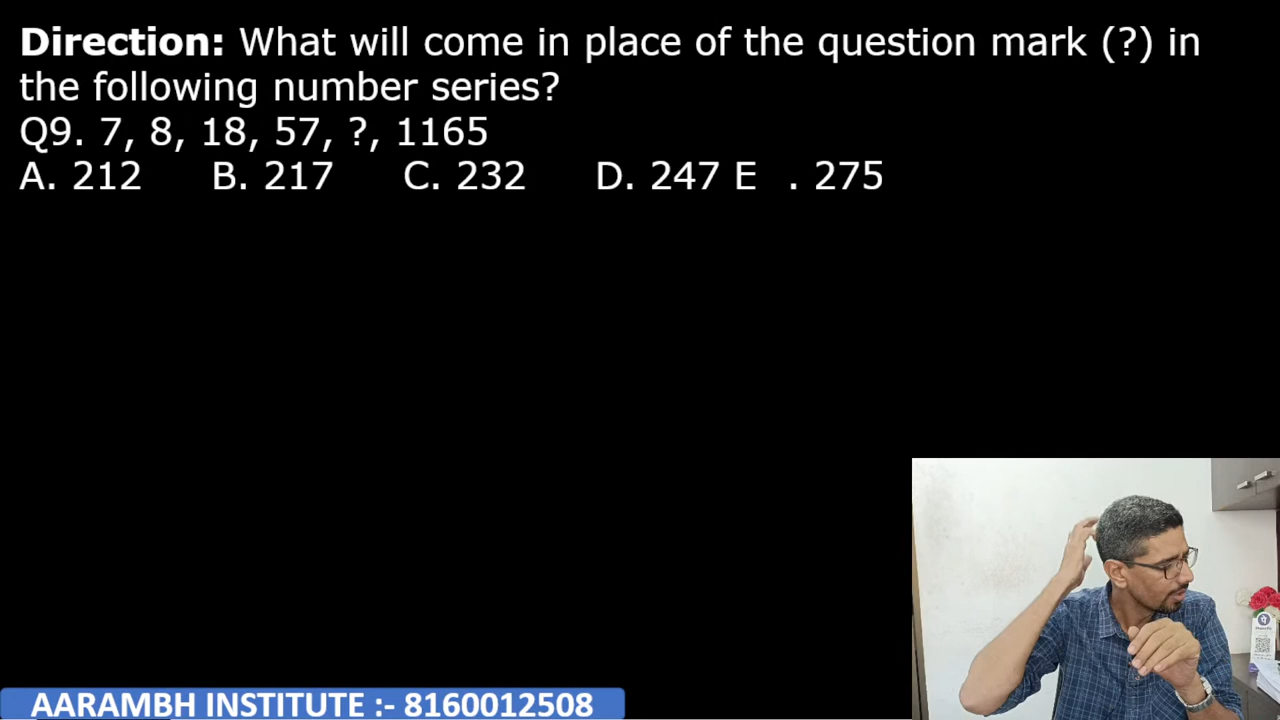 Direction: What will come in place of the question mark (?) in
the following number series?
Q9. 7, 8, 18, 57, ?, 1165
A. 212 B. 217 C. 232 D. 247 E . 275
AARAMBH INSTITUTE :- 8160012508